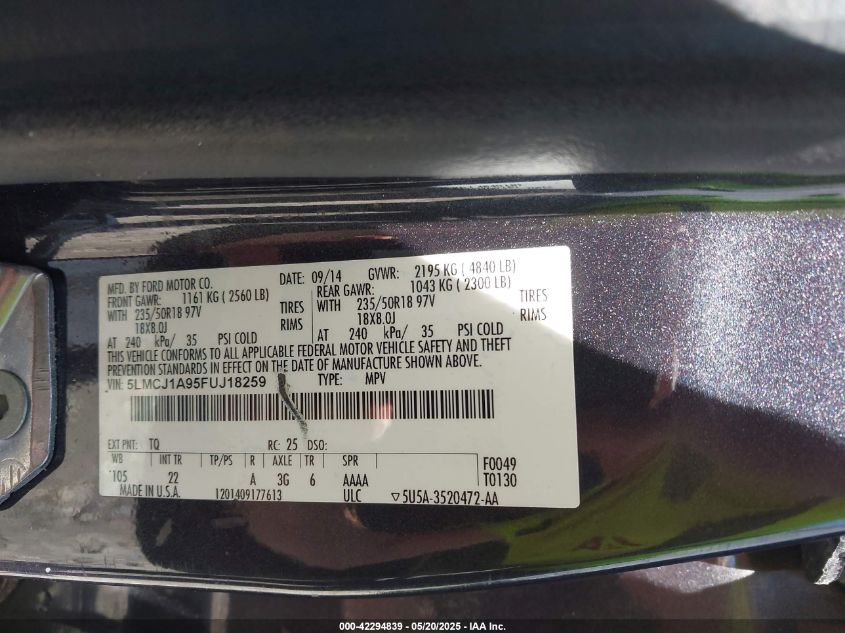 MFD. BY FORD MOTOR CO. DATE: 09/14 GVWR: 2195 KG ( 4840 LB)
FRONT GAWR: 1161 KG ( 2560 LB) REAR GAWR: 1043 KG ( 2300 LB)
WITH 235/50R18 97V TIRES WITH 235/50R18 97V TIRES
18X8.0J RIMS 18X8.0J RIMS
AT 240 kPa/ 35 PSI COLD AT 240 kPa/ 35 PSI COLD
THIS VEHICLE CONFORMS TO ALL APPLICABLE FEDERAL MOTOR VEHICLE SAFETY AND THEFT
PREVENTION STANDARDS IN EFFECT ON THE DATE OF MANUFACTURE SHOWN ABOVE.
VIN: 5LMCJ1A95FUJ18259 TYPE: MPV
EXT PNT: TQ RC: 25 DSO:
WB INT TR TP/PS R AXLE TR SPR F0049
105 22 A 3G 6 AAAA T0130
MADE IN U.S.A. 1201409177613 ULC ▽5U5A-3520472-AA
000-42294839 - 05/20/2025 - IAA Inc.